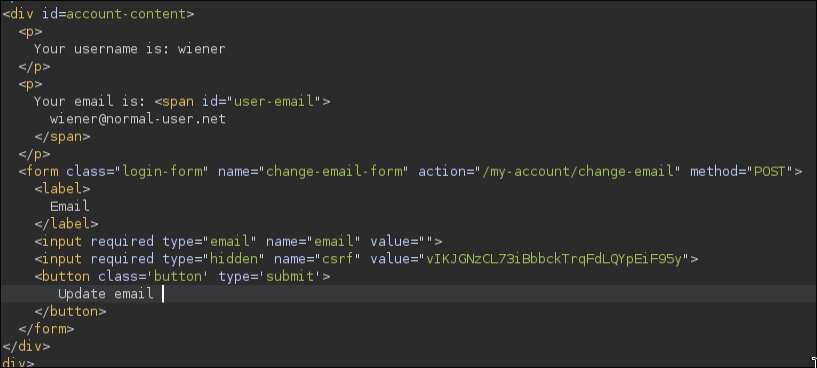 <div id=account-content>
<p>
Your username is: wiener
</p>
<p>
Your email is: <span id="user-email">
wiener@normal-user.net
</span>
</p>
<form class="login-form" name="change-email-form" action="/my-account/change-email" method="POST">
<label>
Email
</label>
<input required type="email" name="email" value="">
<input required type="hidden" name="csrf" value="vIKJGNzCL73iBbbckTrqFdLQYpEiF95y">
<button class='button' type='submit'>
Update email
</button>
</form>
</div>
div>